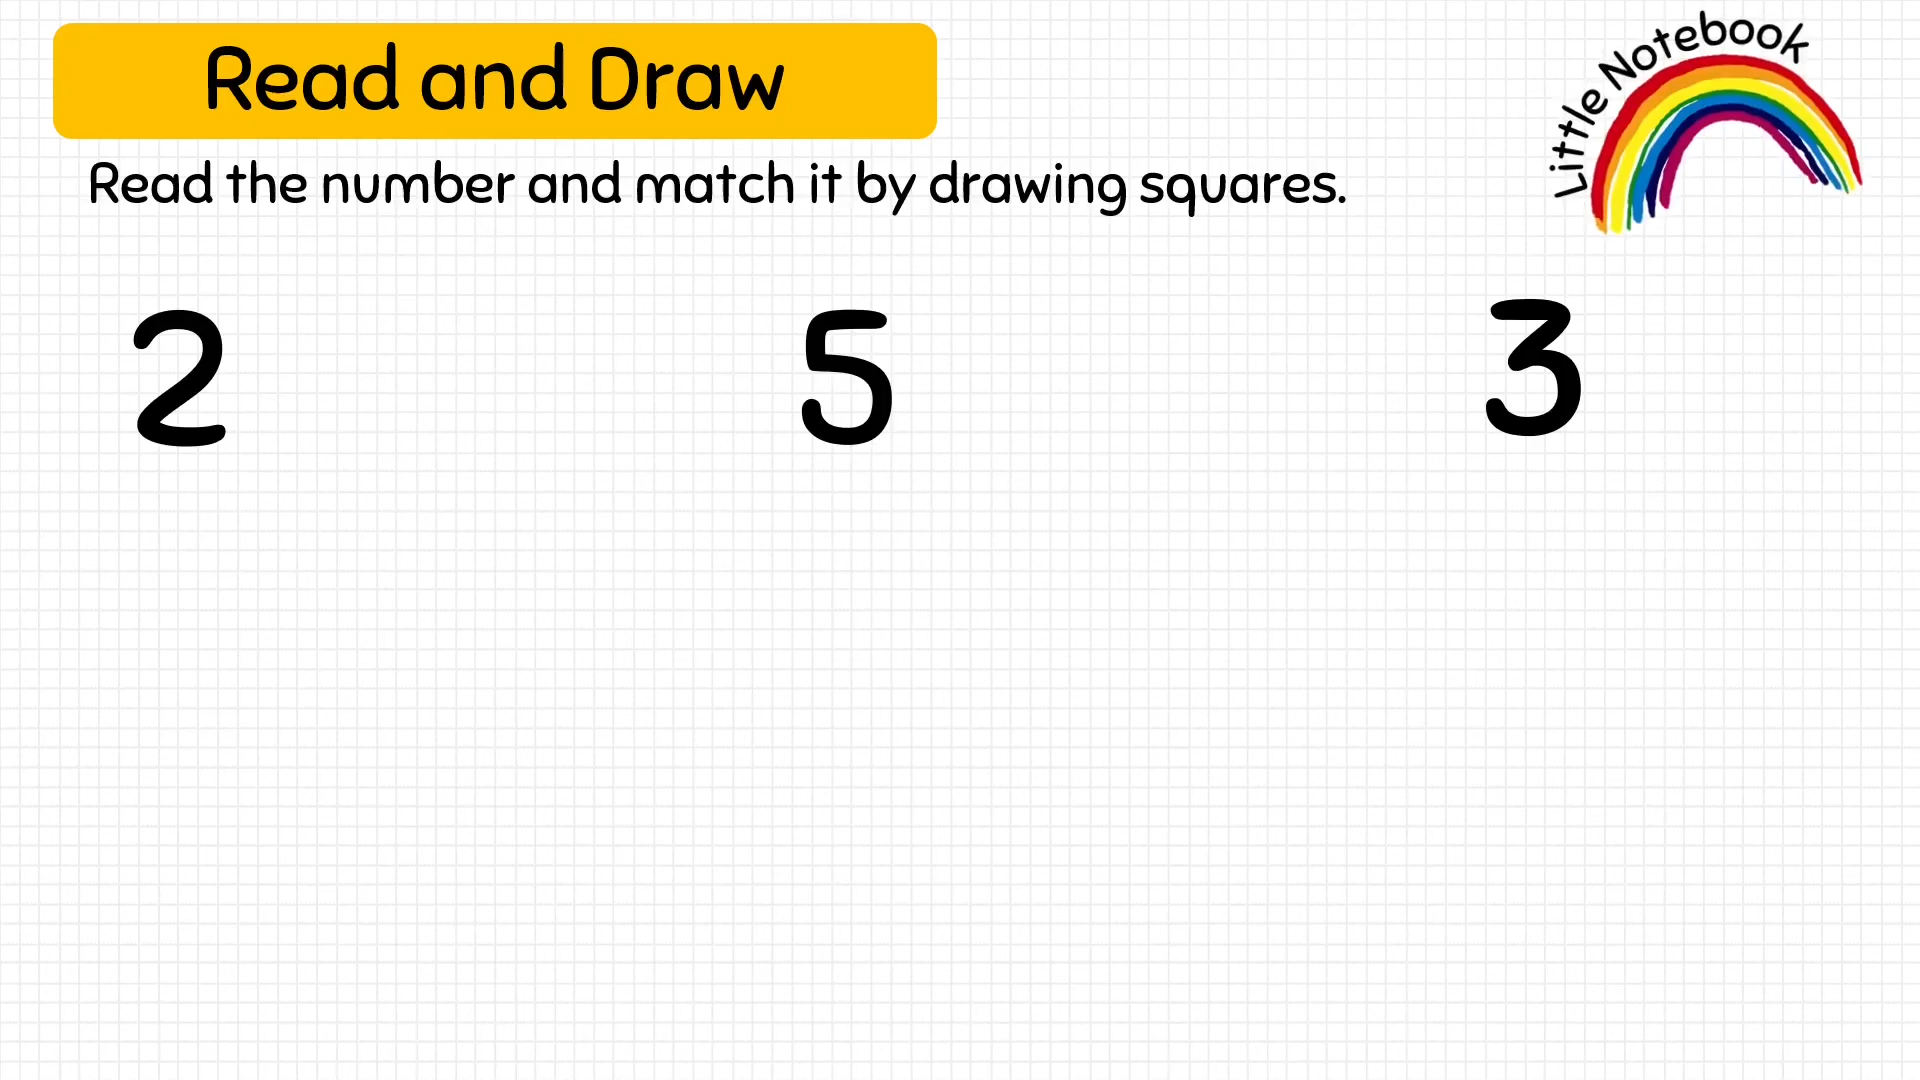 Read and Draw
Little Notebook
Read the number and match it by drawing squares.
2 5 3